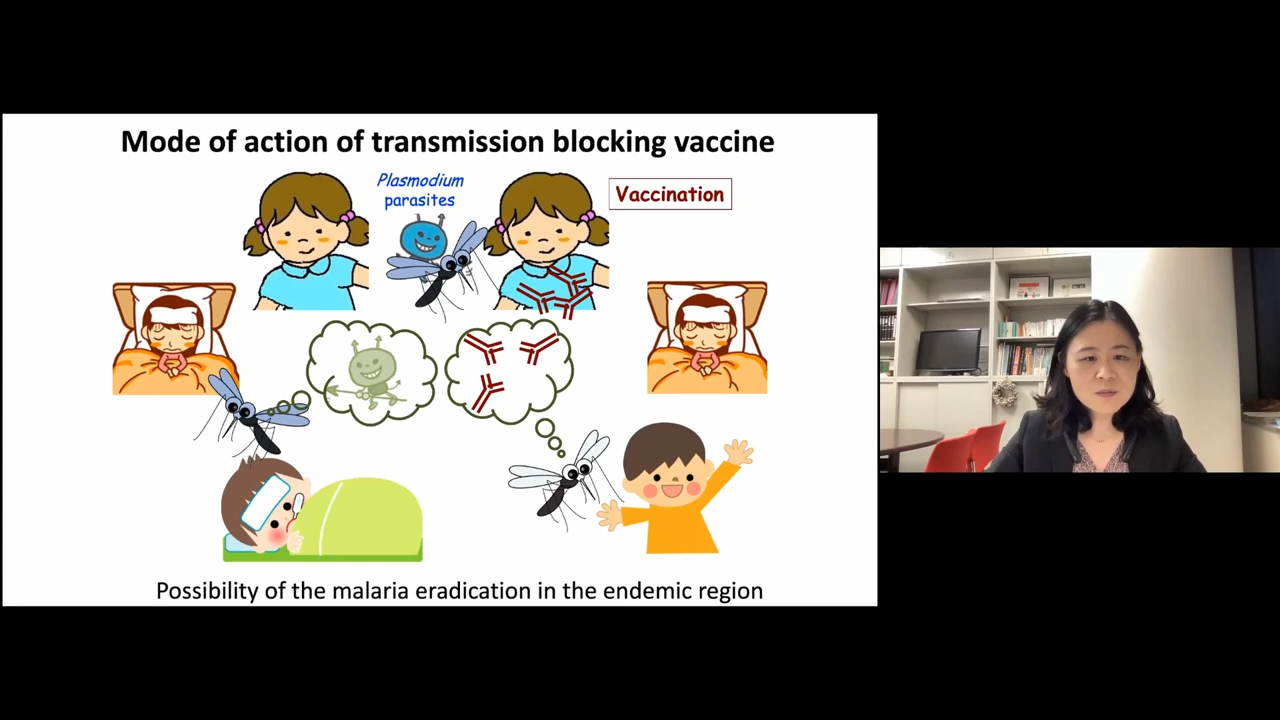 Mode of action of transmission blocking vaccine
Plasmodium
parasites
Vaccination
Possibility of the malaria eradication in the endemic region